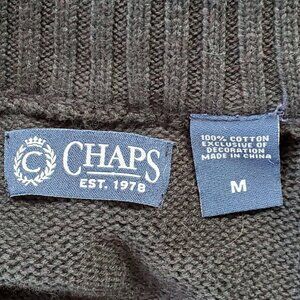 C
CHAPS
EST. 1978
100% COTTON
EXCLUSIVE OF
DECORATION
MADE IN CHINA
M